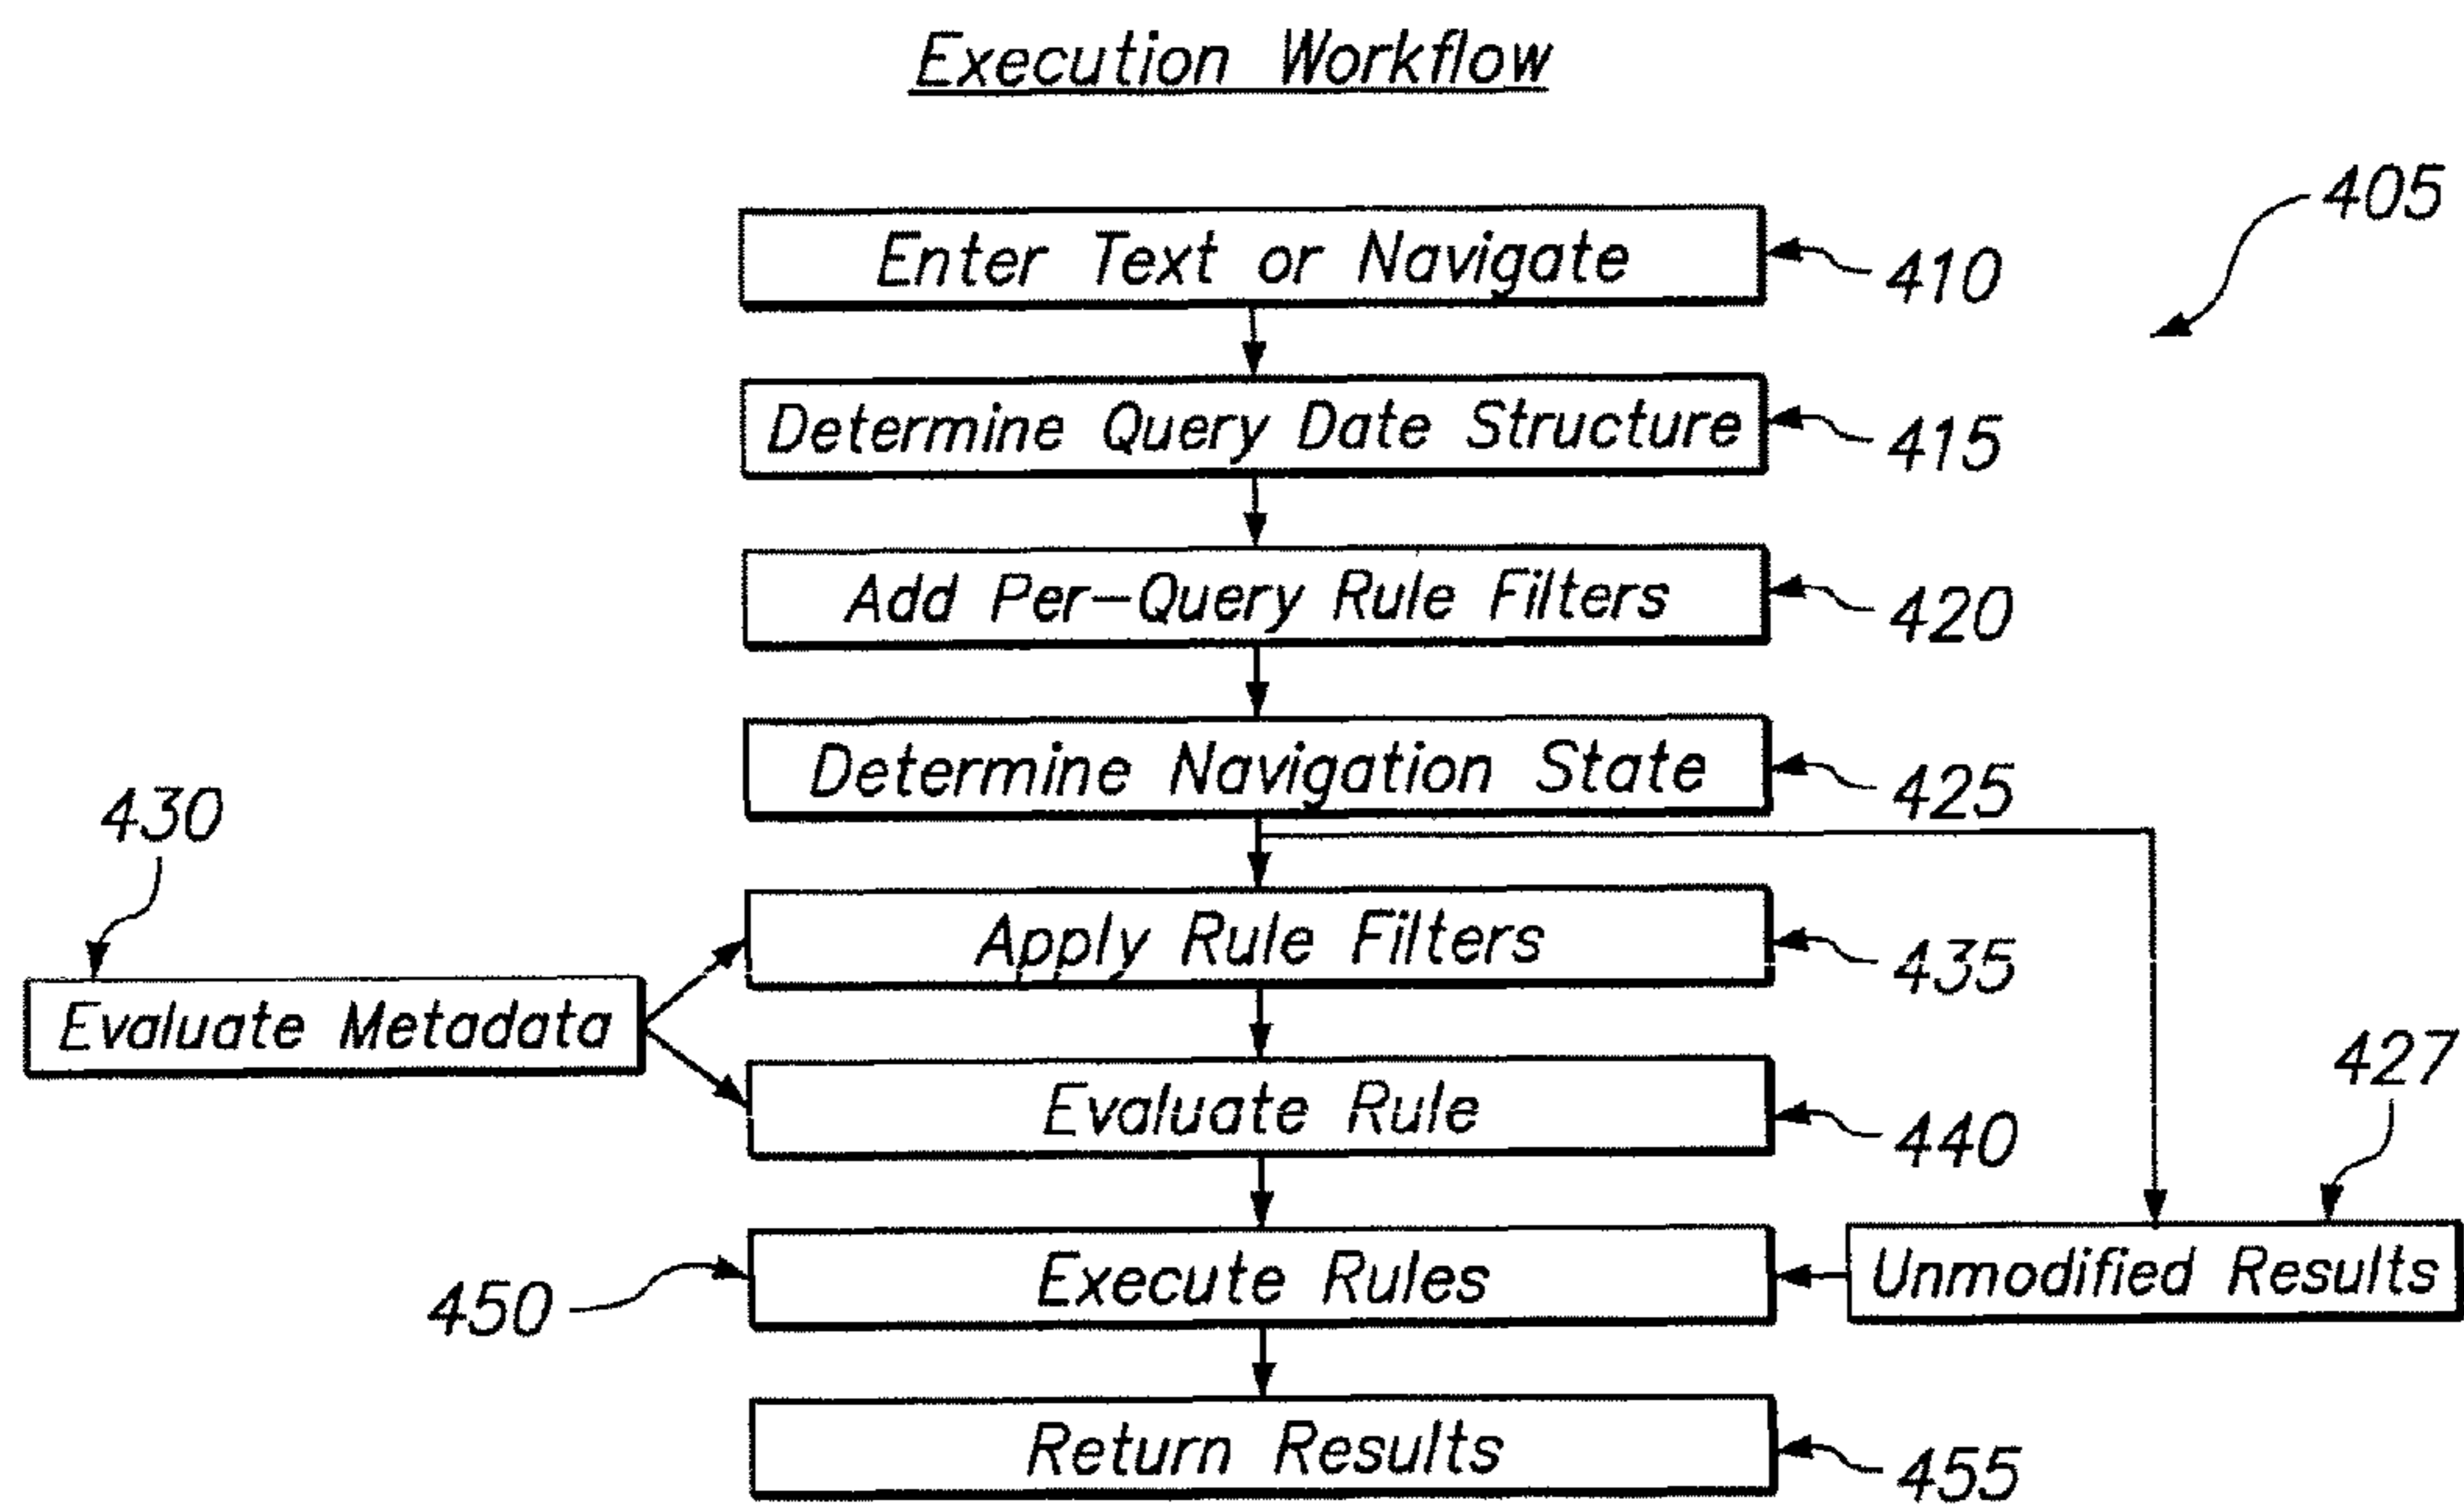 Execution Workflow
405
Enter Text or Navigate
410
Determine Query Date Structure
415
Add Per-Query Rule Filters
420
Determine Navigation State
425
430
Apply Rule Filters
435
Evaluate Metadata
427
Evaluate Rule
440
Execute Rules
Unmodified Results
450
Return Results
455